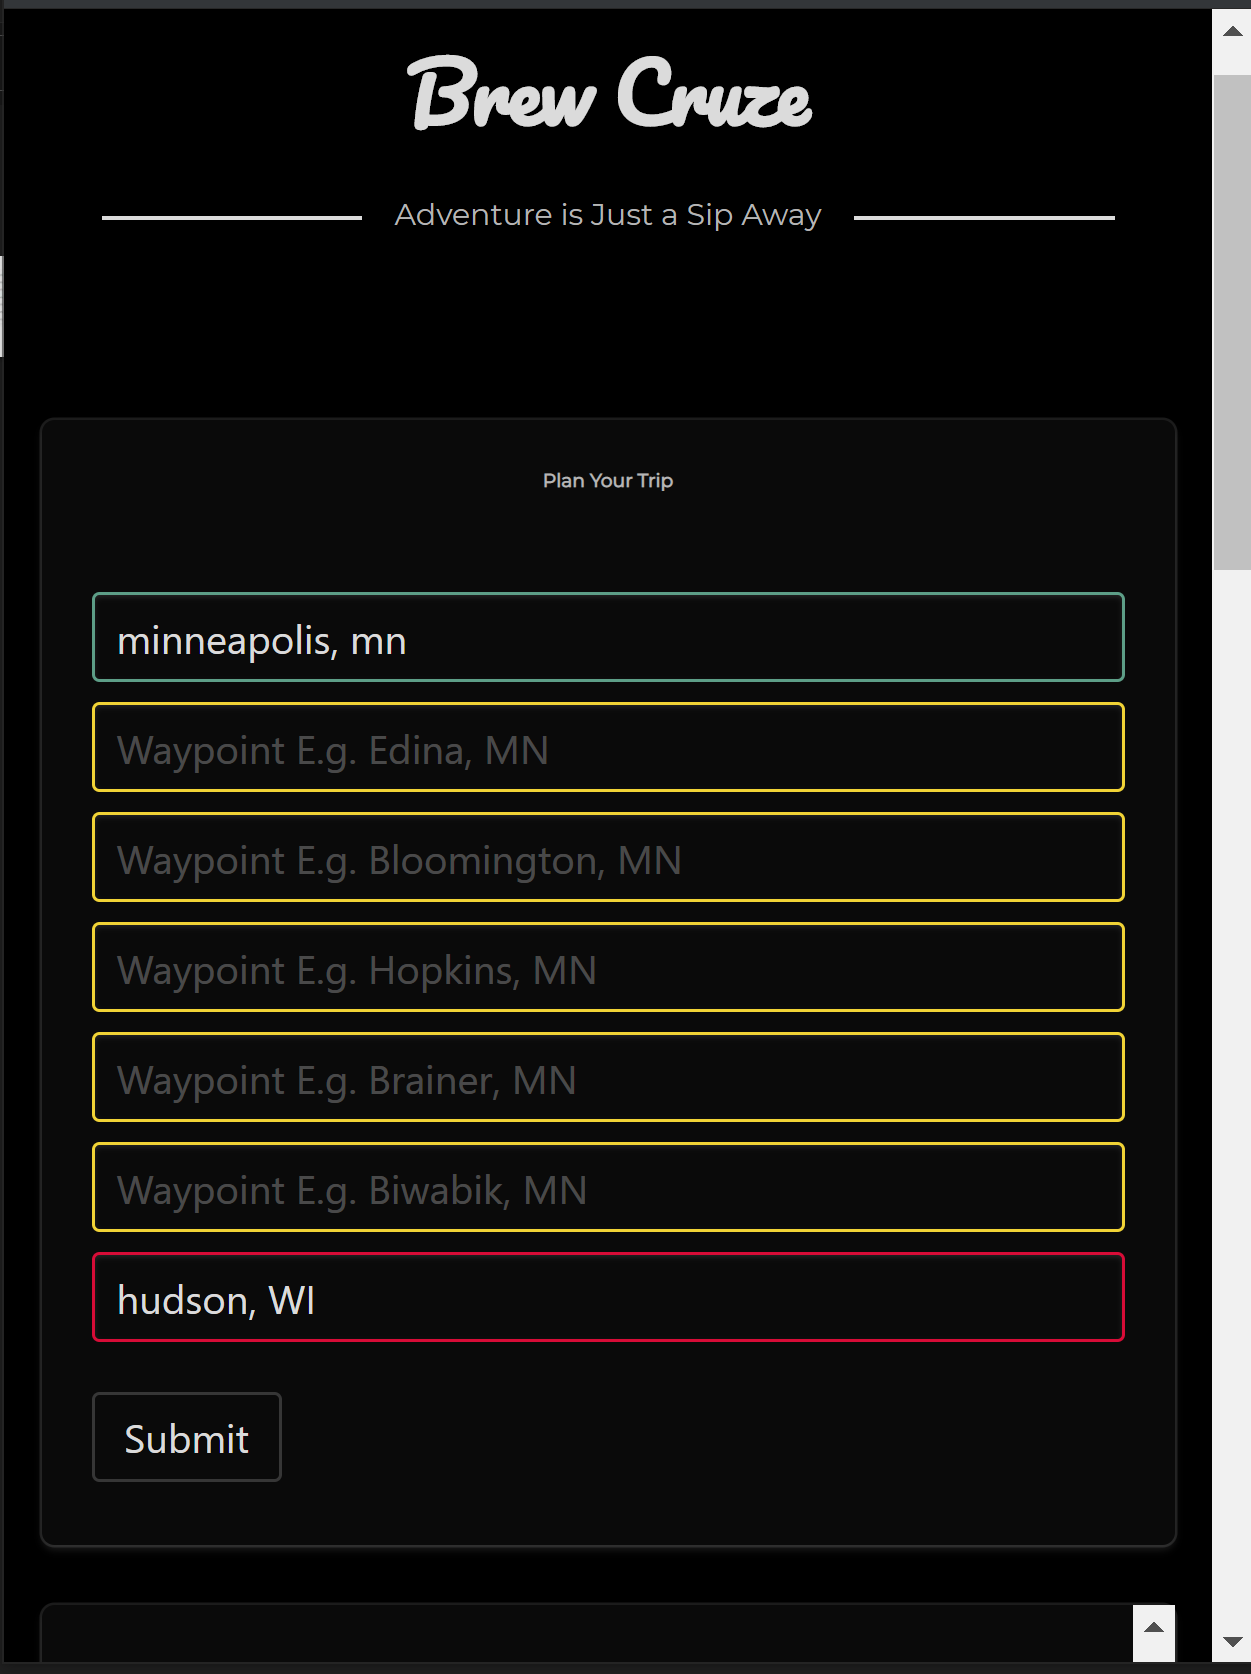 Brew Cruze
Adventure is Just a Sip Away
Plan Your Trip
minneapolis, mn
Waypoint E.g. Edina, MN
Waypoint E.g. Bloomington, MN
Waypoint E.g. Hopkins, MN
Waypoint E.g. Brainer, MN
Waypoint E.g. Biwabik, MN
hudson, WI
Submit